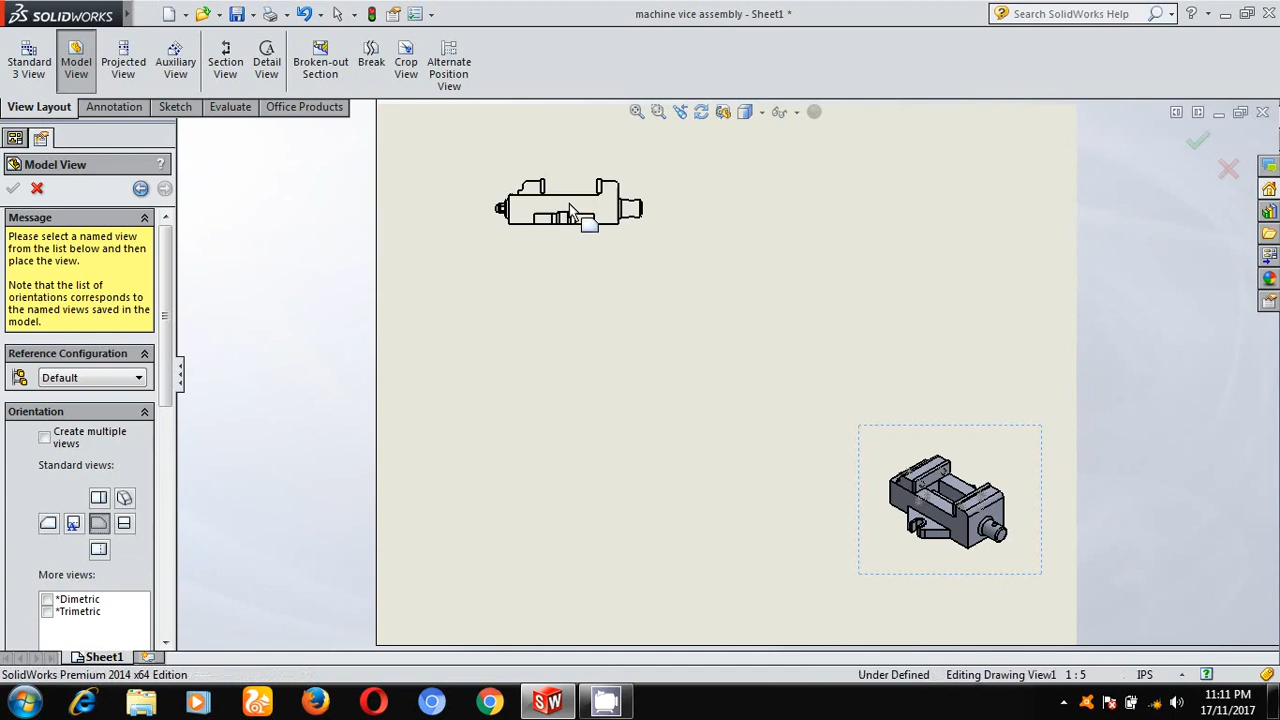 SOLIDWORKS
machine vice assembly - Sheet1 *
Search SolidWorks Help
Standard 3 View
Model View
Projected View
Auxiliary View
Section View
Detail View
Broken-out Section
Break
Crop View
Alternate Position View
View Layout
Annotation
Sketch
Evaluate
Office Products
Model View
?
Message
Please select a named view
from the list below and then
place the view.
Note that the list of
orientations corresponds to
the named views saved in the
model.
Reference Configuration
Default
Orientation
Create multiple
views
Standard views:
More views:
*Dimetric
*Trimetric
Sheet1
SolidWorks Premium 2014 x64 Edition
Under Defined
Editing Drawing View1
1 : 5
IPS
11:11 PM
17/11/2017